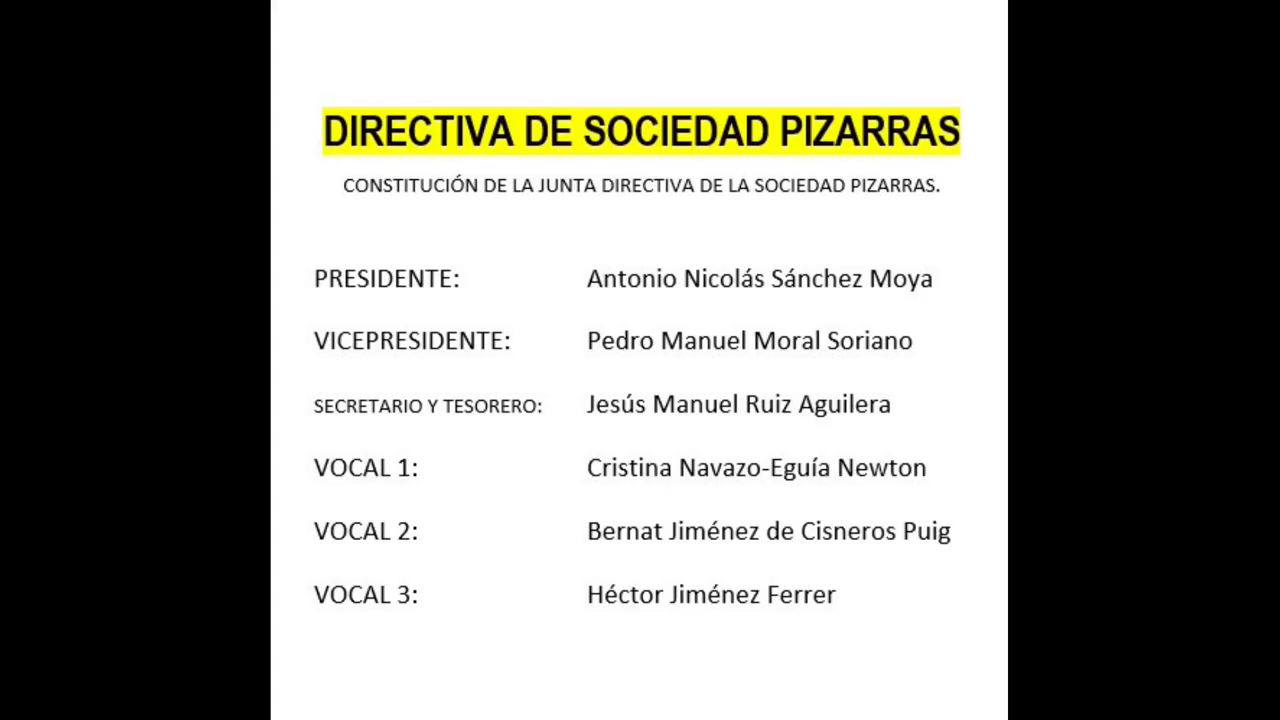 DIRECTIVA DE SOCIEDAD PIZARRAS
CONSTITUCIÓN DE LA JUNTA DIRECTIVA DE LA SOCIEDAD PIZARRAS.
PRESIDENTE: Antonio Nicolás Sánchez Moya
VICEPRESIDENTE: Pedro Manuel Moral Soriano
SECRETARIO Y TESORERO: Jesús Manuel Ruiz Aguilera
VOCAL 1: Cristina Navazo-Eguía Newton
VOCAL 2: Bernat Jiménez de Cisneros Puig
VOCAL 3: Héctor Jiménez Ferrer